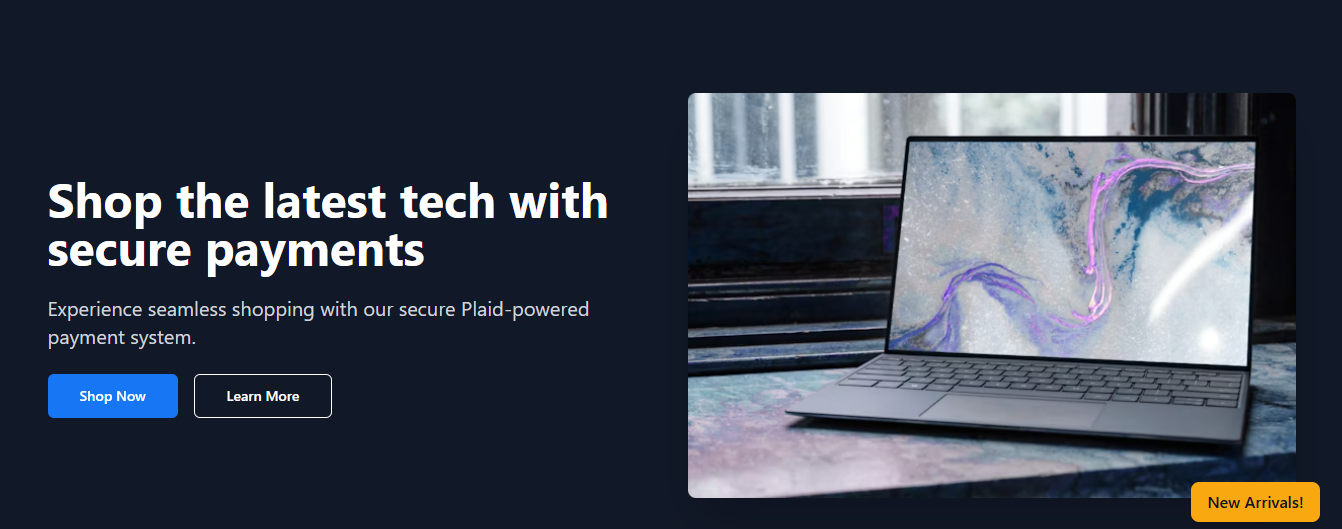 Shop the latest tech with
secure payments
Experience seamless shopping with our secure Plaid-powered
payment system.
Shop Now
Learn More
New Arrivals!